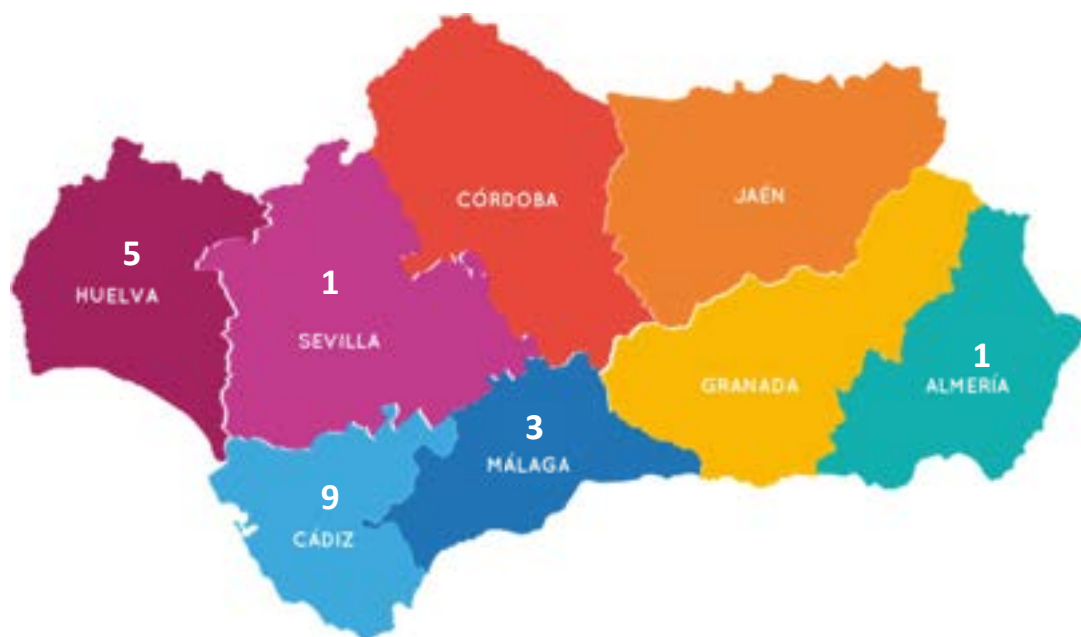 CÓRDOBA
JAÉN
5
HUELVA
1
SEVILLA
GRANADA
1
ALMERÍA
3
MÁLAGA
9
CÁDIZ